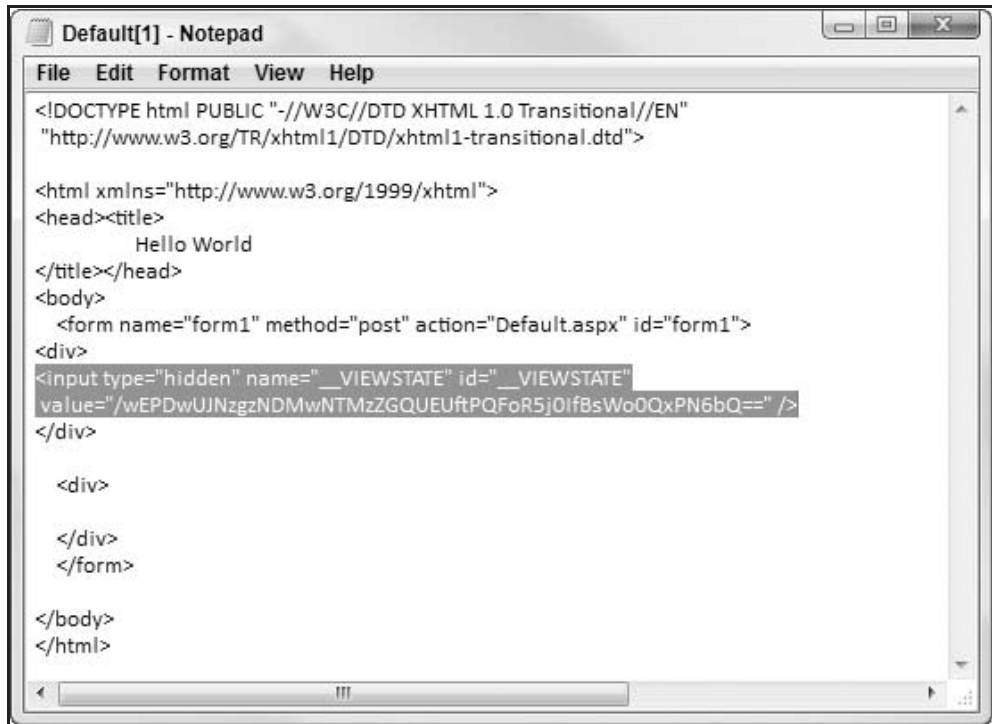 Default[1] - Notepad
File Edit Format View Help
<!DOCTYPE html PUBLIC "-//W3C//DTD XHTML 1.0 Transitional//EN"
"http://www.w3.org/TR/xhtml1/DTD/xhtml1-transitional.dtd">
<html xmlns="http://www.w3.org/1999/xhtml">
<head><title>
Hello World
</title></head>
<body>
<form name="form1" method="post" action="Default.aspx" id="form1">
<div>
<input type="hidden" name="__VIEWSTATE" id="__VIEWSTATE"
value="/wEPDwUJNzgzNDMwNTMzZGQUEUftPQFoR5j0IfBsWo0QxPN6bQ==" />
</div>
<div>
</div>
</form>
</body>
</html>